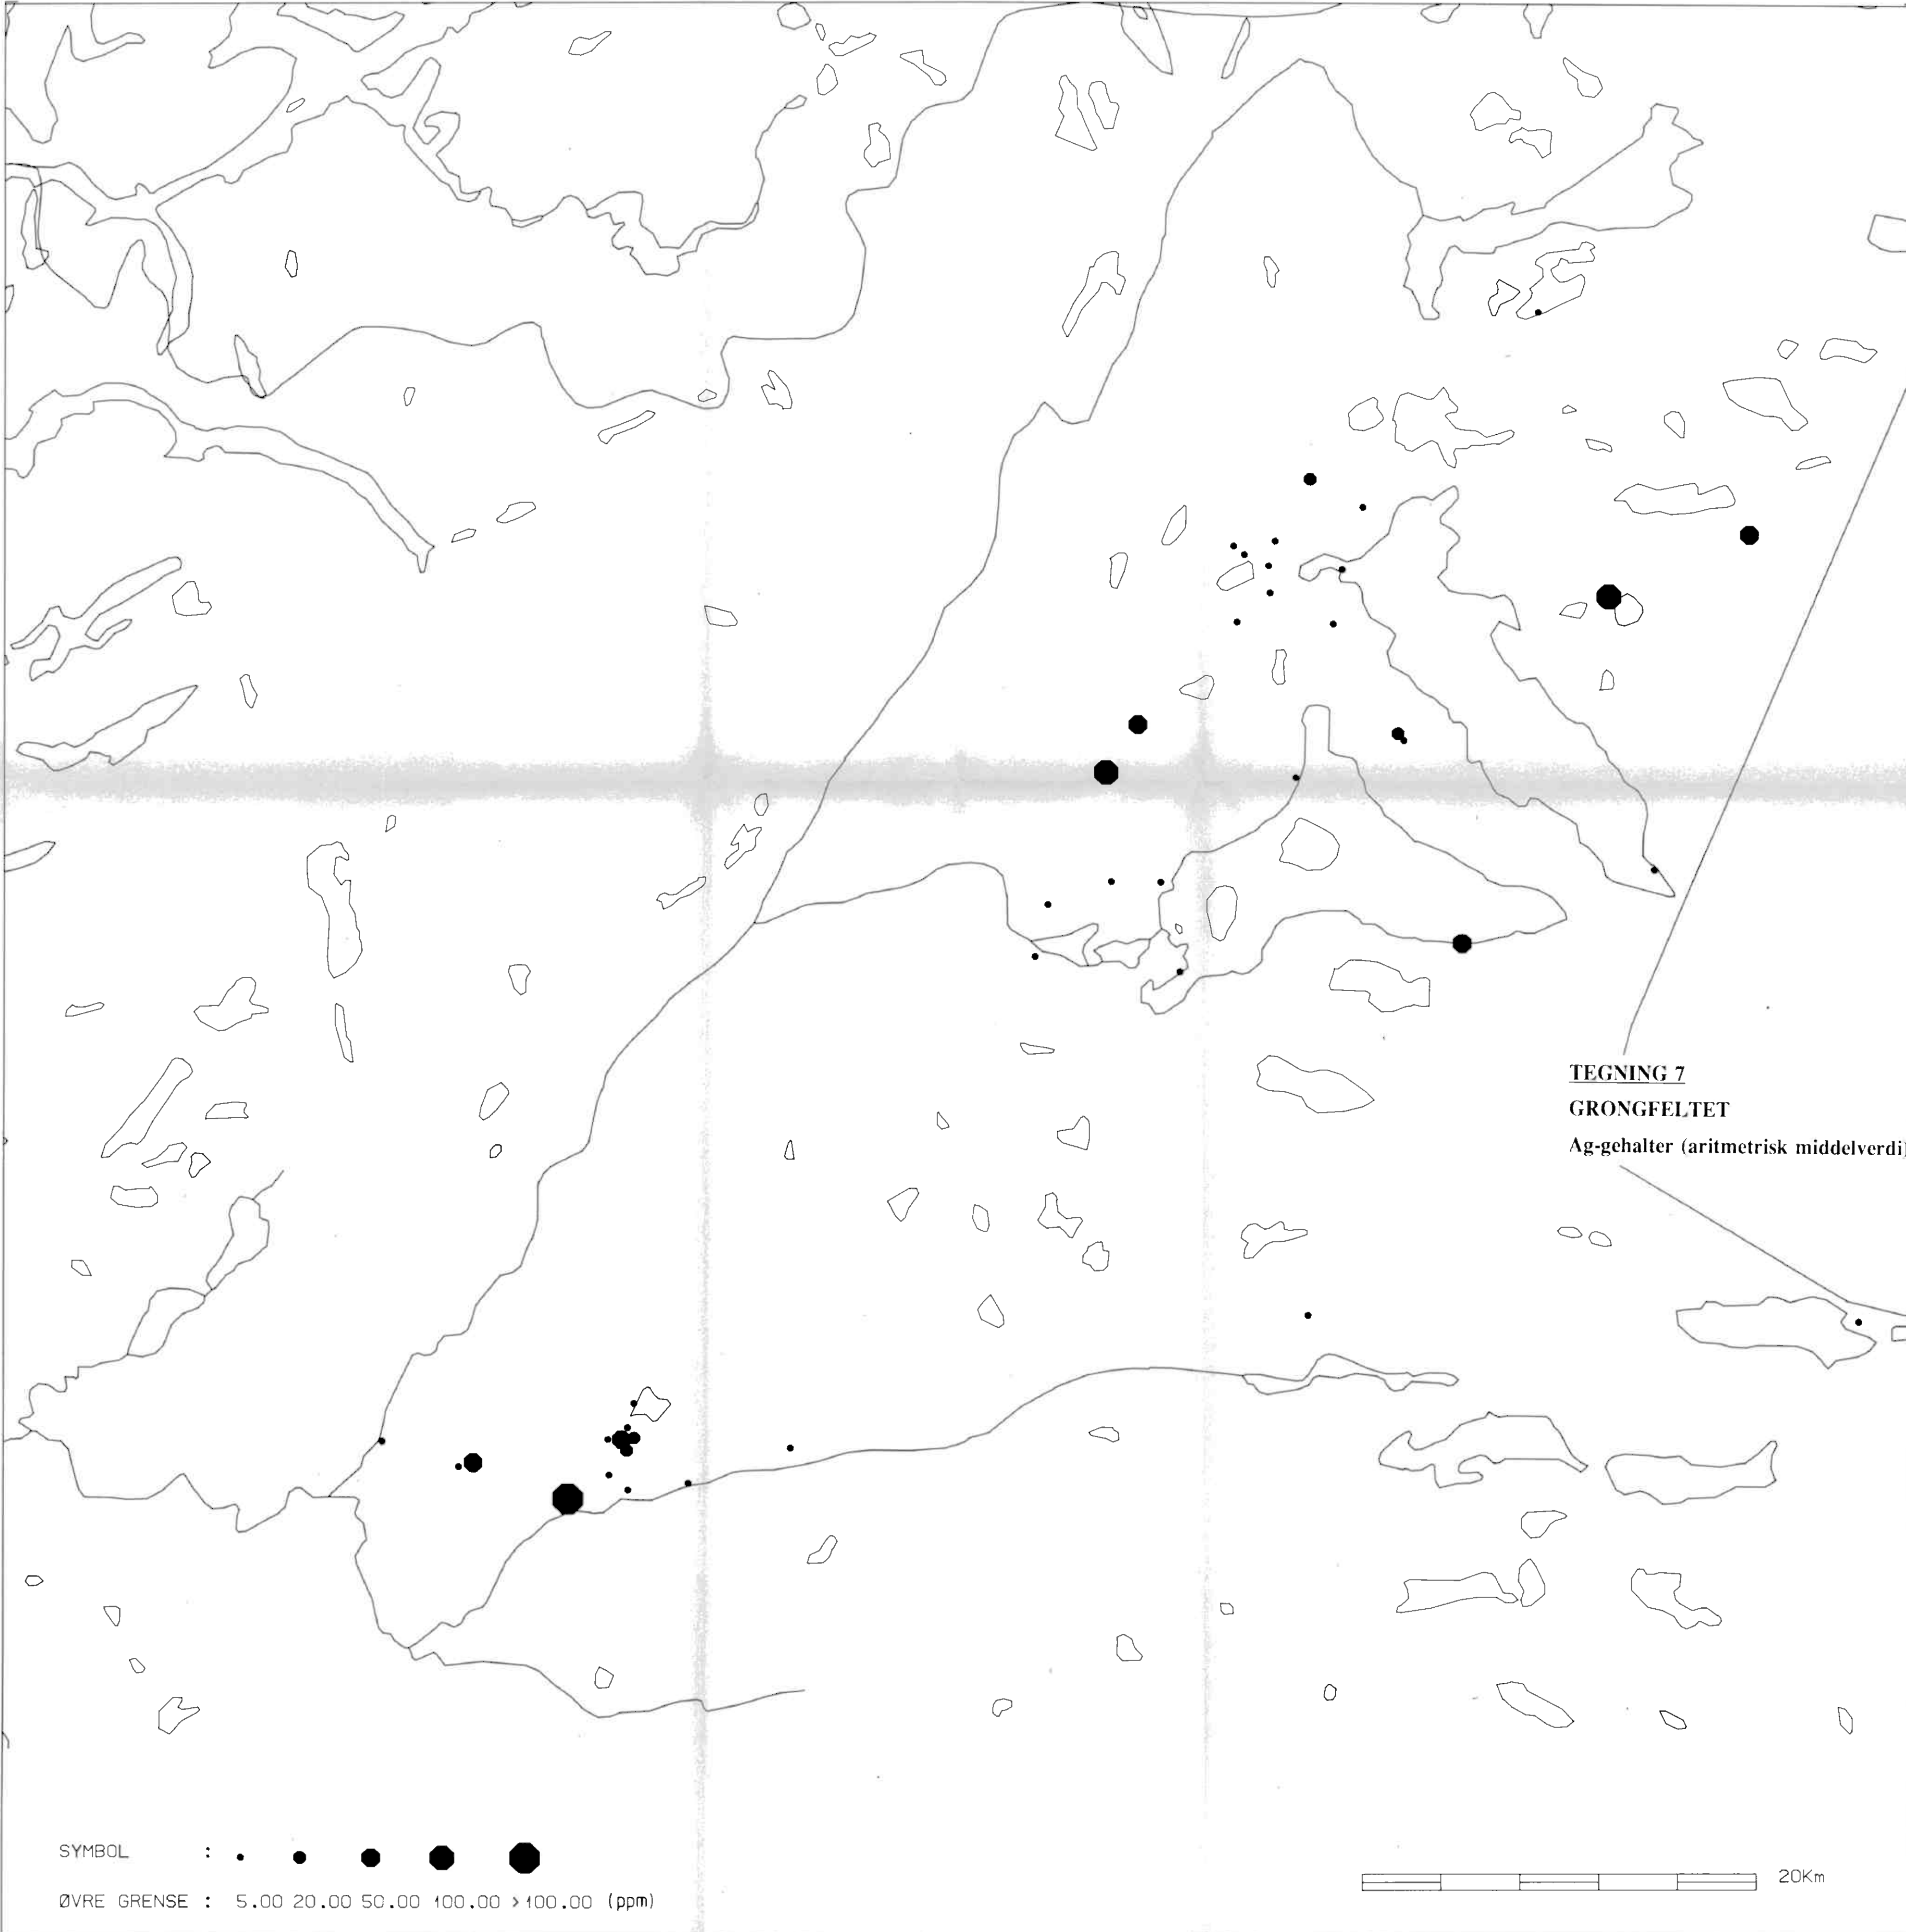 TEGNING 7
GRONGFELTET
Ag-gehalter (aritmetrisk middelverdi)
SYMBOL :
ØVRE GRENSE : 5.00 20.00 50.00 100.00 >100.00 (ppm)
20Km